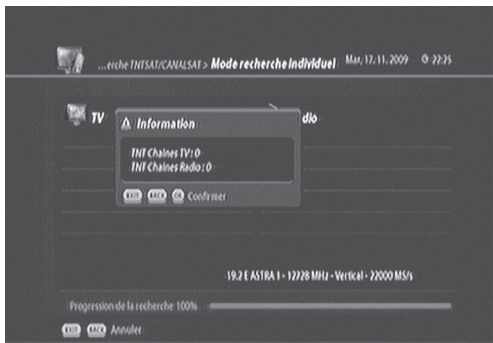 ...erche TNTSAT/CANALSAT > Mode recherche Individuel Mar, 17. 11. 2009 22:25
TV dio
Information
TNT Chaines TV : 0
TNT Chaines Radio : 0
EXIT BACK OK Confirmer
19.2 E ASTRA 1 - 12728 MHz - Vertical - 22000 MS/s
Progression de la recherche 100%
EXIT BACK Annuler